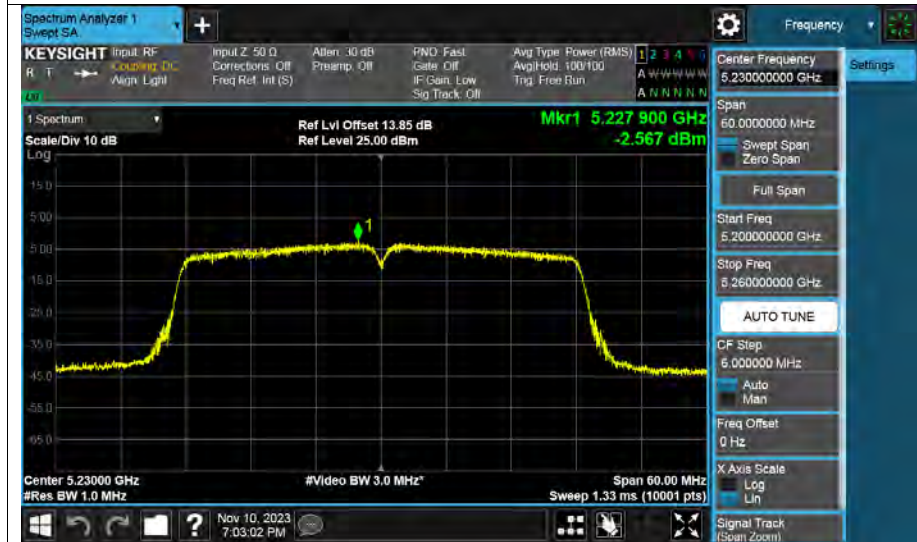 Spectrum Analyzer 1
Swept SA
+
Frequency
KEYSIGHT
R T
Input: RF
Coupling: DC
Align: Light
Input Z: 50 Ω
Corrections: Off
Freq Ref: Int (S)
Atten: 30 dB
Preamp: Off
PNO: Fast
Gate: Off
IF Gain: Low
Sig Track: Off
Avg Type: Power (RMS)
Avg|Hold: 100/100
Trig: Free Run
1 2 3 4 5 6
A W W W W W
A N N N N N
1 Spectrum
Scale/Div 10 dB
Log
Ref Lvl Offset 13.85 dB
Ref Level 25.00 dBm
Mkr1 5.227 900 GHz
-2.567 dBm
15.0
5.00
1
-5.00
-15.0
-25.0
-35.0
-45.0
-55.0
-65.0
Center 5.23000 GHz
#Res BW 1.0 MHz
#Video BW 3.0 MHz*
Span 60.00 MHz
Sweep 1.33 ms (10001 pts)
?
Nov 10, 2023
7:03:02 PM
Center Frequency
5.230000000 GHz
Settings
Span
60.0000000 MHz
Swept Span
Zero Span
Full Span
Start Freq
5.200000000 GHz
Stop Freq
5.260000000 GHz
AUTO TUNE
CF Step
6.000000 MHz
Auto
Man
Freq Offset
0 Hz
X Axis Scale
Log
Lin
Signal Track
(Span Zoom)